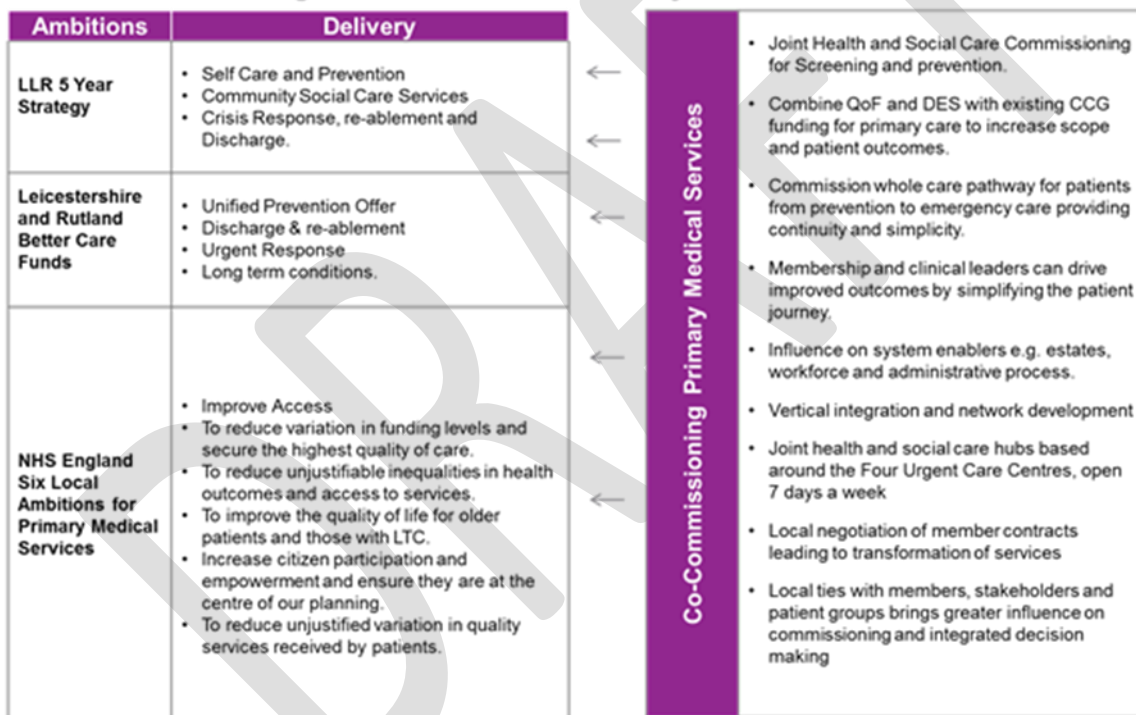 Ambitions
Delivery
LLR 5 Year
Strategy
• Self Care and Prevention
• Community Social Care Services
• Crisis Response, re-ablement and
Discharge.
Leicestershire
and Rutland
Better Care
Funds
• Unified Prevention Offer
• Discharge & re-ablement
• Urgent Response
• Long term conditions.
NHS England
Six Local
Ambitions for
Primary Medical
Services
• Improve Access
• To reduce variation in funding levels and
secure the highest quality of care.
• To reduce unjustifiable inequalities in health
outcomes and access to services.
• To improve the quality of life for older
patients and those with LTC.
• Increase citizen participation and
empowerment and ensure they are at the
centre of our planning.
• To reduce unjustified variation in quality
services received by patients.
Co-Commissioning Primary Medical Services
• Joint Health and Social Care Commissioning
for Screening and prevention.
• Combine QoF and DES with existing CCG
funding for primary care to increase scope
and patient outcomes.
• Commission whole care pathway for patients
from prevention to emergency care providing
continuity and simplicity.
• Membership and clinical leaders can drive
improved outcomes by simplifying the patient
journey.
• Influence on system enablers e.g. estates,
workforce and administrative process.
• Vertical integration and network development
• Joint health and social care hubs based
around the Four Urgent Care Centres, open
7 days a week
• Local negotiation of member contracts
leading to transformation of services
• Local ties with members, stakeholders and
patient groups brings greater influence on
commissioning and integrated decision
making
DRAFT